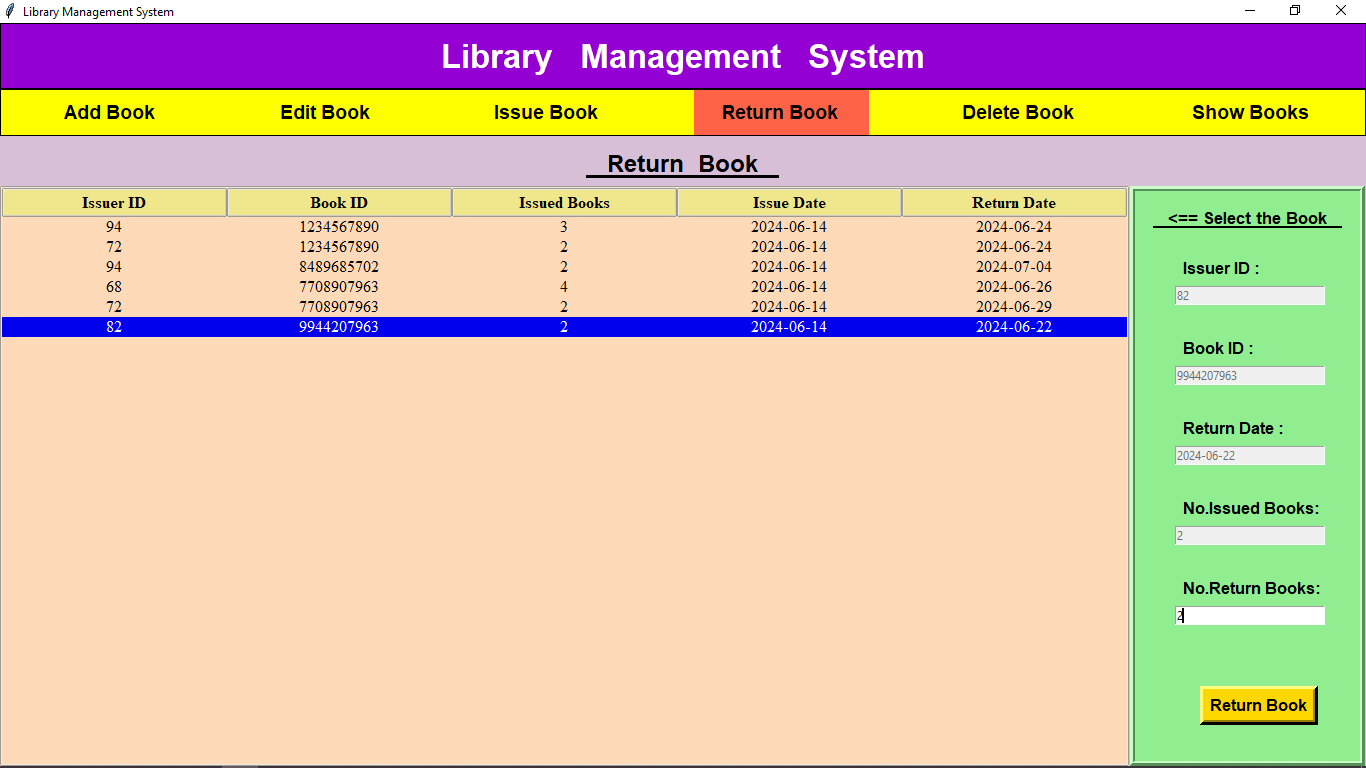 Library Management System
Library Management System
Add Book Edit Book Issue Book Return Book Delete Book Show Books
Return Book
Issuer ID Book ID Issued Books Issue Date Return Date
94 1234567890 3 2024-06-14 2024-06-24
72 1234567890 2 2024-06-14 2024-06-24
94 8489685702 2 2024-06-14 2024-07-04
68 7708907963 4 2024-06-14 2024-06-26
72 7708907963 2 2024-06-14 2024-06-29
82 9944207963 2 2024-06-14 2024-06-22
<== Select the Book
Issuer ID :
82
Book ID :
9944207963
Return Date :
2024-06-22
No.Issued Books:
2
No.Return Books:
2
Return Book